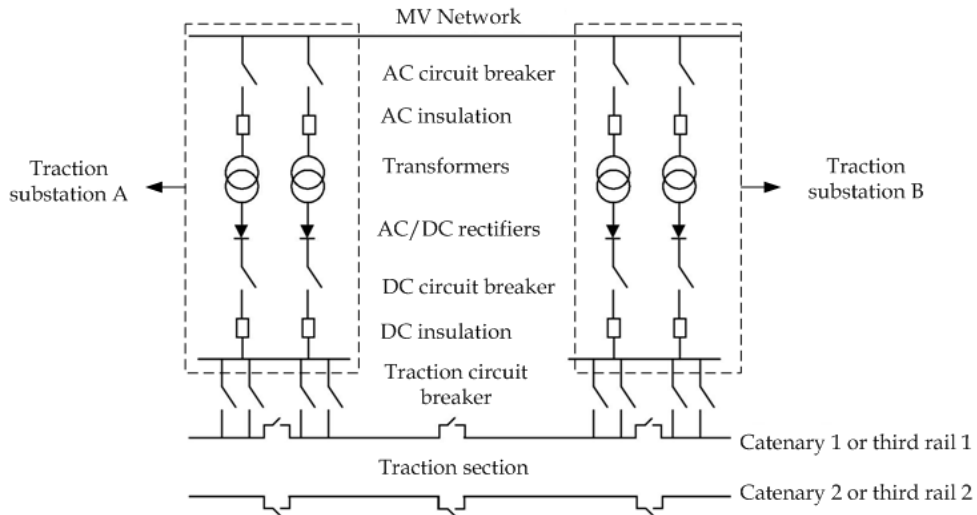 MV Network
AC circuit breaker
AC insulation
Traction
substation A
Transformers
Traction
substation B
AC/DC rectifiers
DC circuit breaker
DC insulation
Traction circuit
breaker
Catenary 1 or third rail 1
Traction section
Catenary 2 or third rail 2